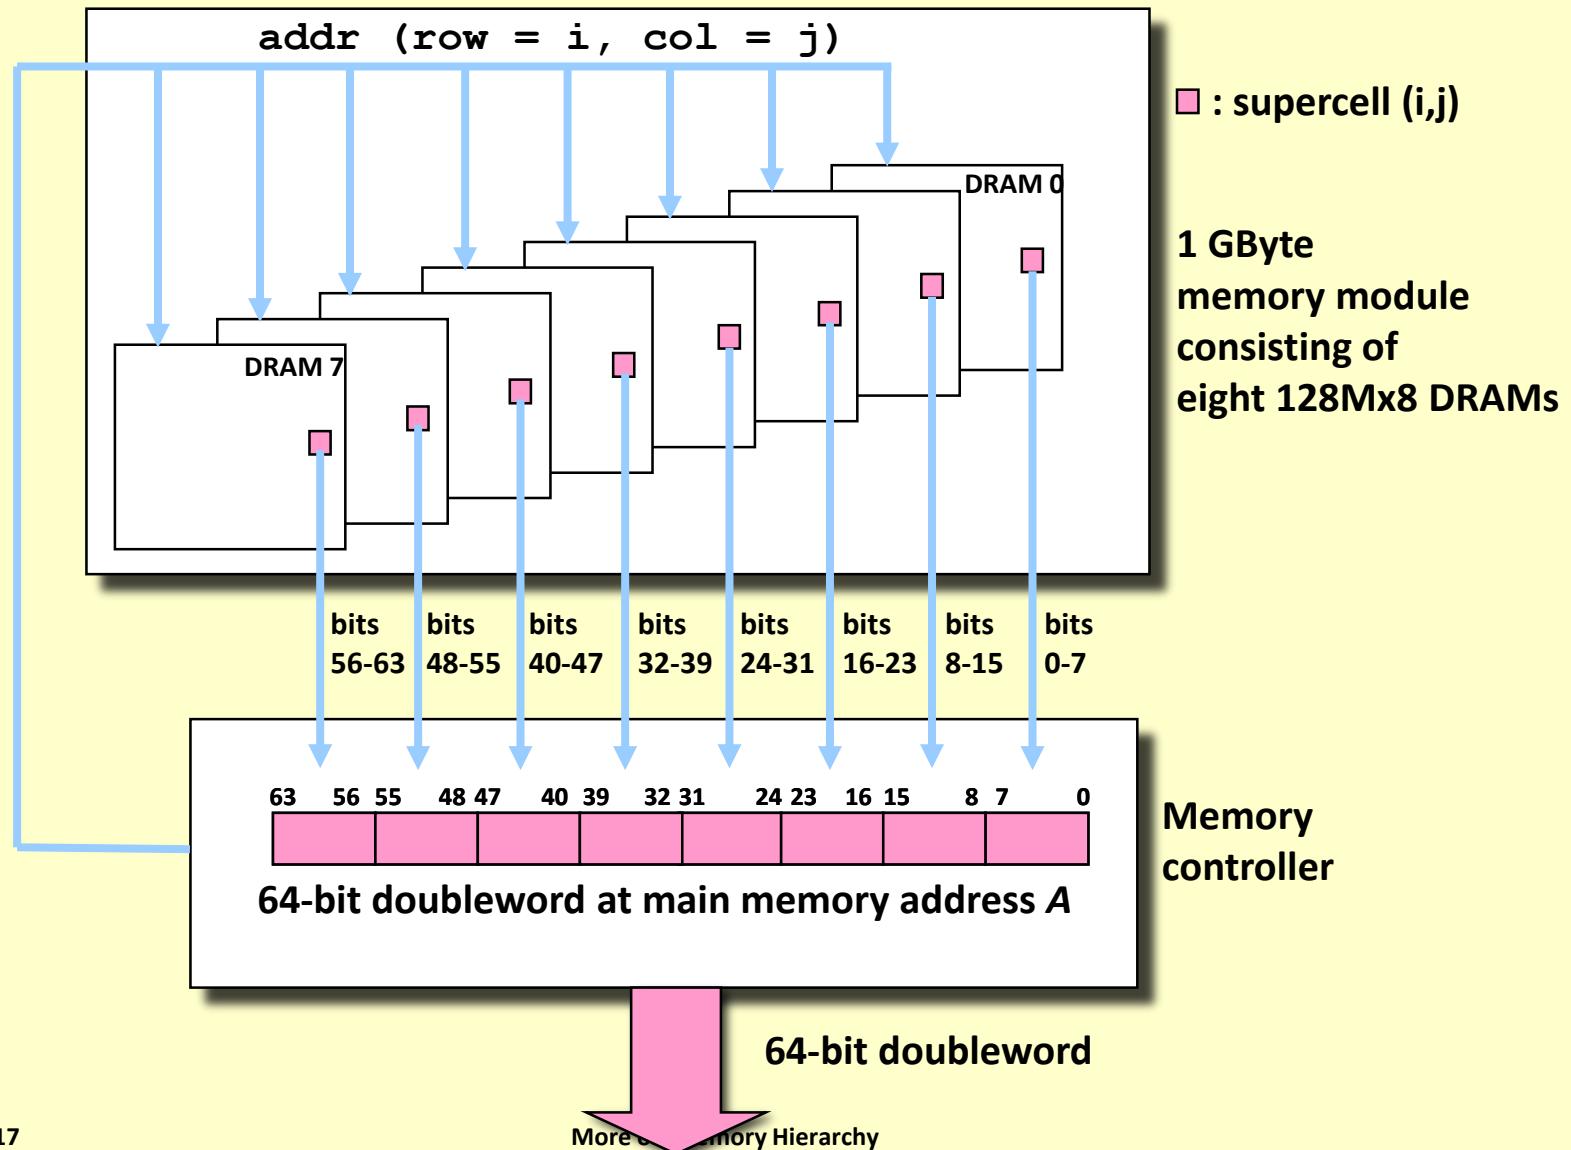 addr (row = i, col = j)
: supercell (i,j)
DRAM 0
1 GByte
memory module
consisting of
eight 128Mx8 DRAMs
DRAM 7
bits bits bits bits bits bits bits bits
56-63 48-55 40-47 32-39 24-31 16-23 8-15 0-7
63 56 55 48 47 40 39 32 31 24 23 16 15 8 7 0
Memory
controller
64-bit doubleword at main memory address A
64-bit doubleword
17
More Memory Hierarchy